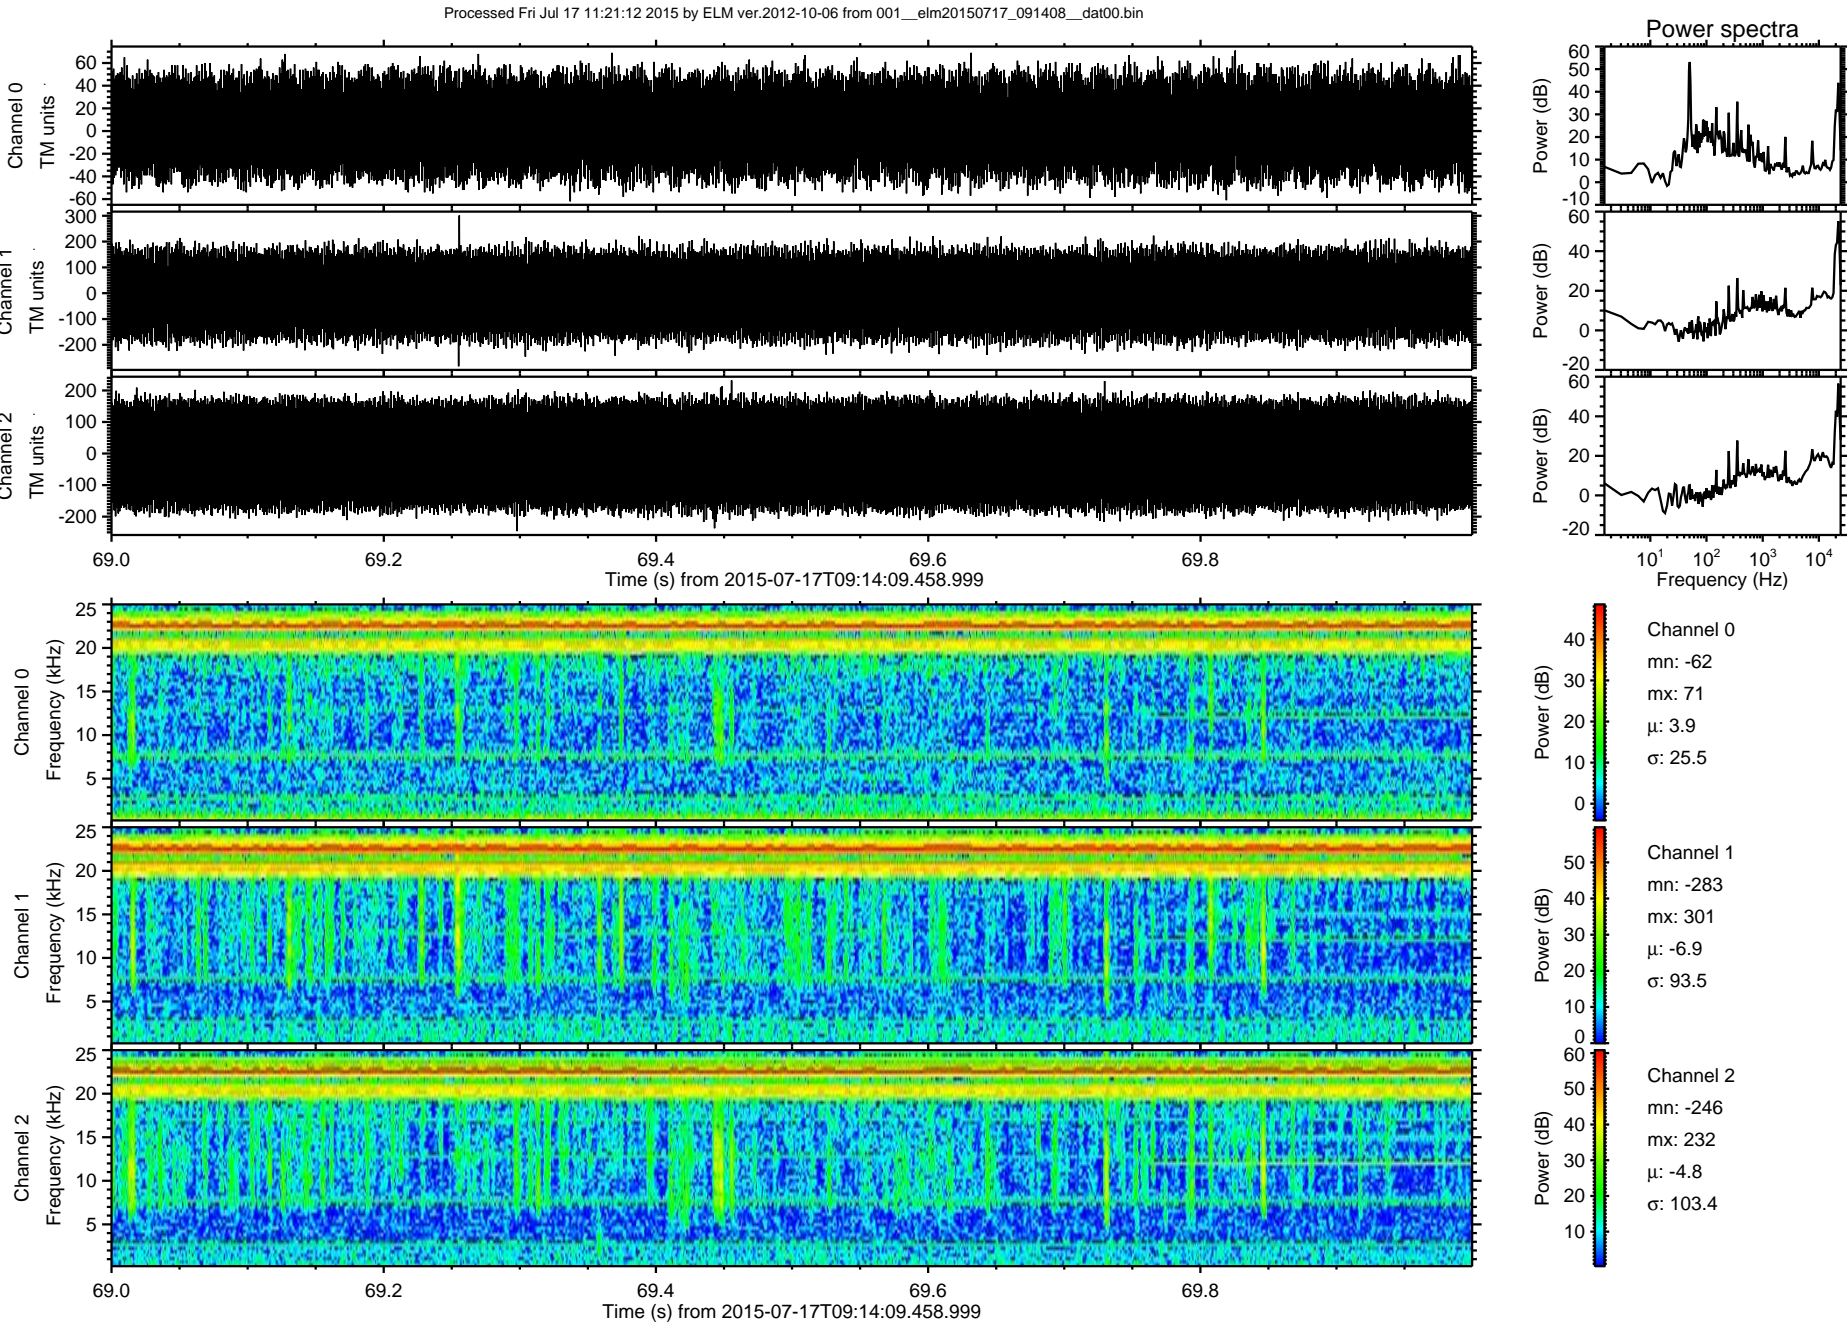 Processed Fri Jul 17 11:21:12 2015 by ELM ver.2012-10-06 from 001__elm20150717_091408__dat00.bin
Power spectra
Channel 0
TM units
60
40
20
0
-20
-40
-60
Power (dB)
60
50
40
30
20
10
0
-10
Channel 1
TM units
300
200
100
0
-100
-200
Power (dB)
60
40
20
0
-20
Channel 2
TM units
200
100
0
-100
-200
Power (dB)
60
40
20
0
-20
69.0 69.2 69.4 69.6 69.8
Time (s) from 2015-07-17T09:14:09.458.999
10^1 10^2 10^3 10^4
Frequency (Hz)
Channel 0
Frequency (kHz)
25
20
15
10
5
Power (dB)
40
30
20
10
0
Channel 0
mn: -62
mx: 71
μ: 3.9
σ: 25.5
Channel 1
Frequency (kHz)
25
20
15
10
5
Power (dB)
50
40
30
20
10
0
Channel 1
mn: -283
mx: 301
μ: -6.9
σ: 93.5
Channel 2
Frequency (kHz)
25
20
15
10
5
Power (dB)
60
50
40
30
20
10
Channel 2
mn: -246
mx: 232
μ: -4.8
σ: 103.4
69.0 69.2 69.4 69.6 69.8
Time (s) from 2015-07-17T09:14:09.458.999